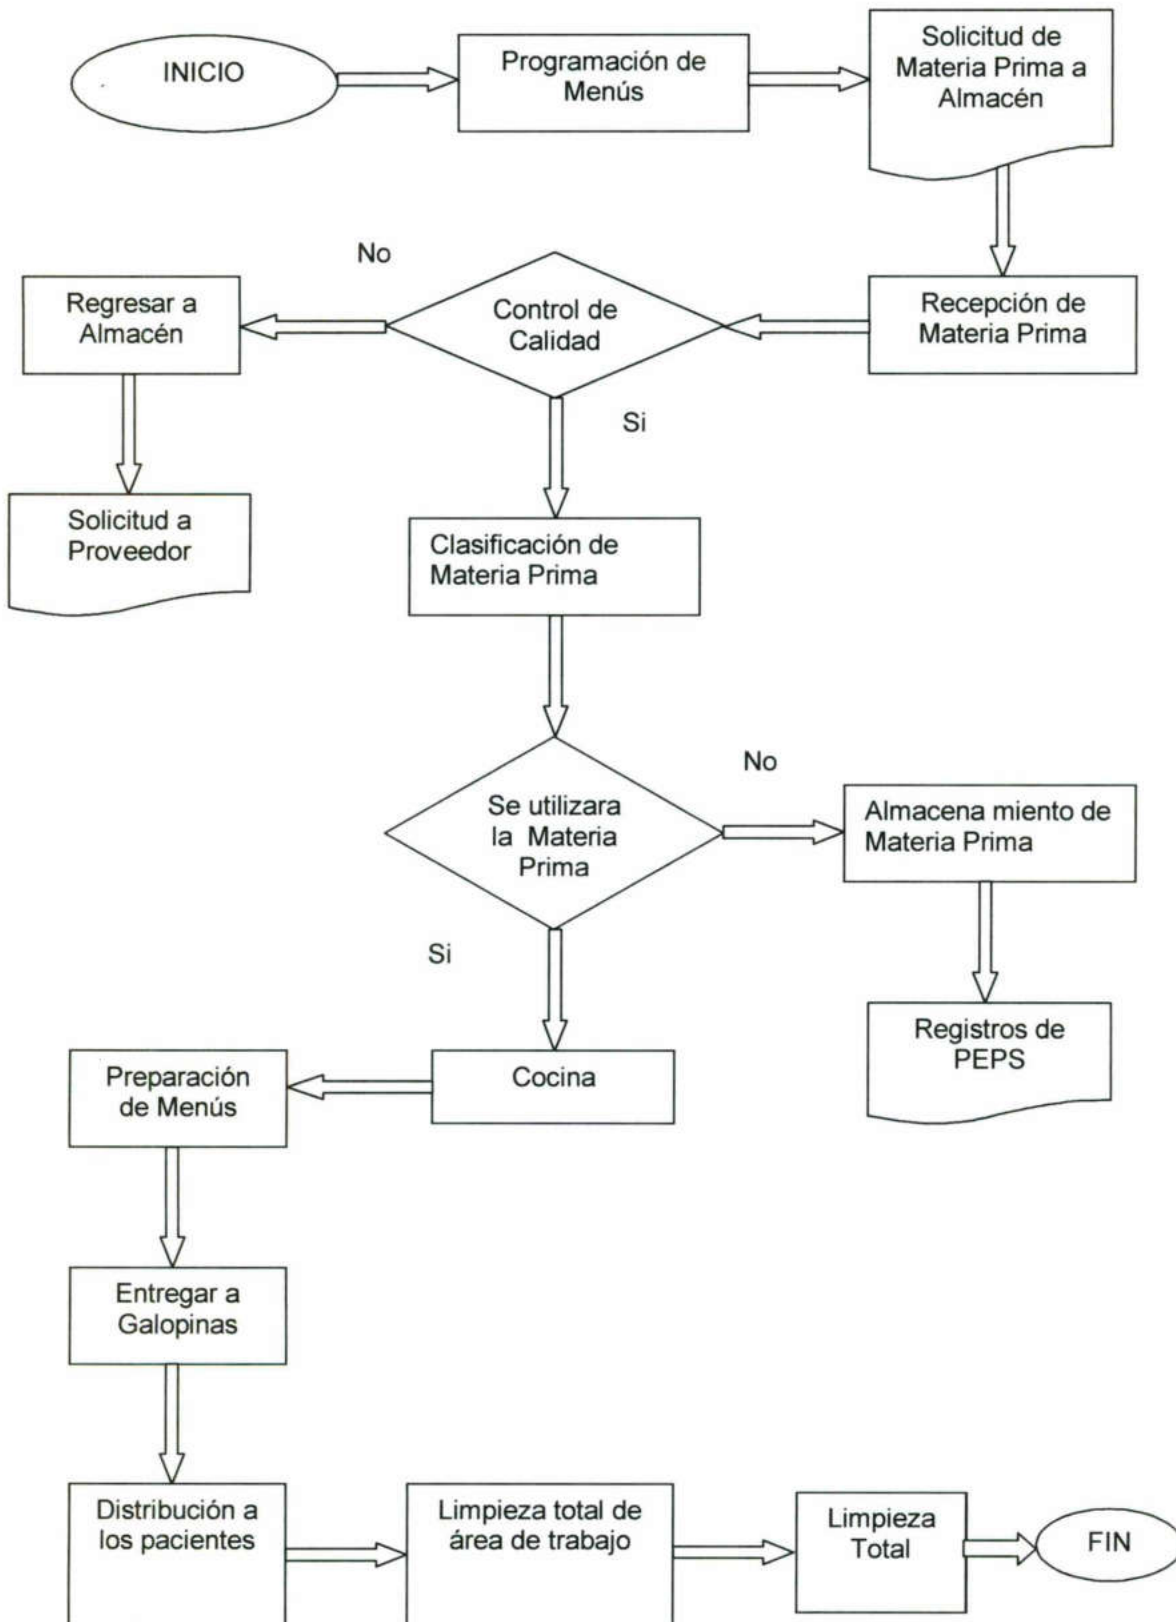 INICIO
Programación de
Menús
Solicitud de
Materia Prima a
Almacén
No
Regresar a
Almacén
Control de
Calidad
Recepción de
Materia Prima
Si
Solicitud a
Proveedor
Clasificación de
Materia Prima
No
Se utilizara
la Materia
Prima
Almacena miento de
Materia Prima
Si
Registros de
PEPS
Preparación
de Menús
Cocina
Entregar a
Galopinas
Distribución a
los pacientes
Limpieza total de
área de trabajo
Limpieza
Total
FIN